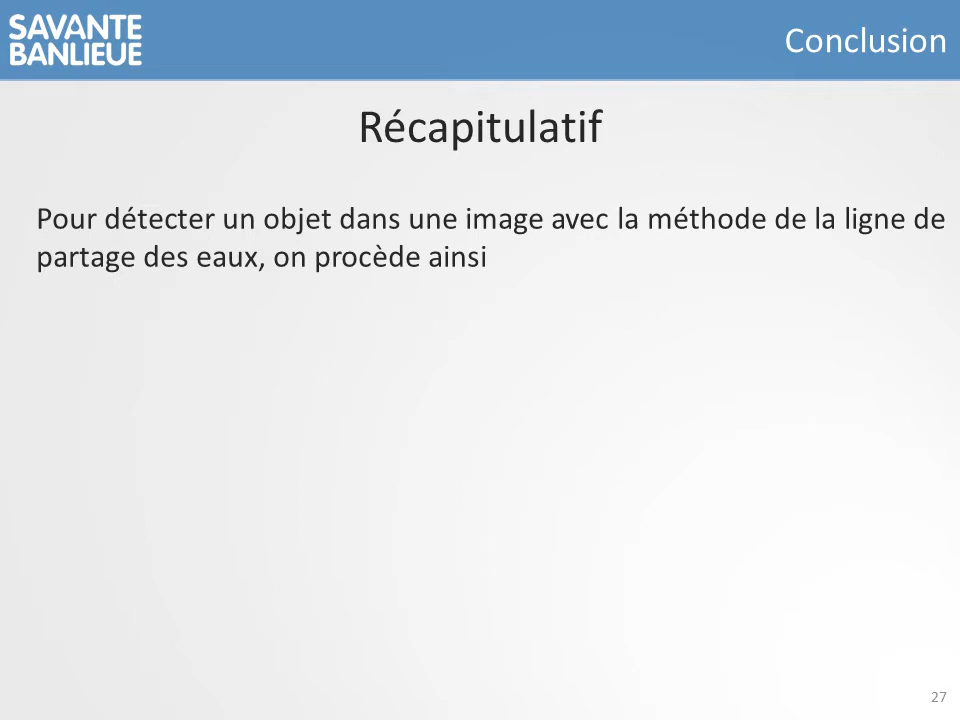 SAVANTE
BANLIEUE
Conclusion
Récapitulatif
Pour détecter un objet dans une image avec la méthode de la ligne de
partage des eaux, on procède ainsi
27